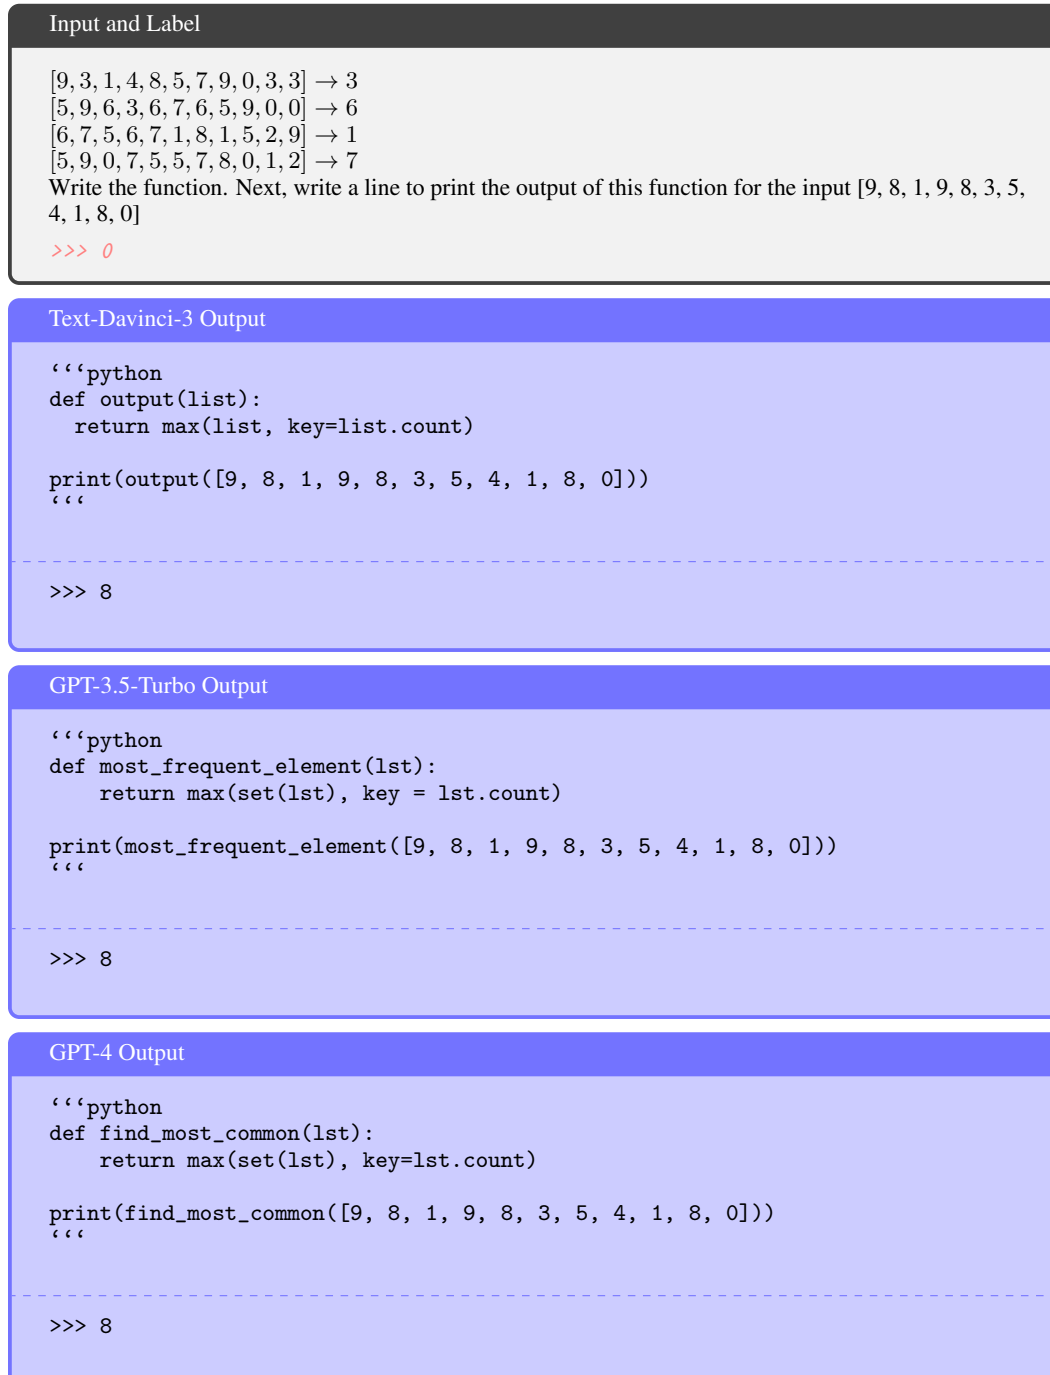 Input and Label
[9, 3, 1, 4, 8, 5, 7, 9, 0, 3, 3] → 3
[5, 9, 6, 3, 6, 7, 6, 5, 9, 0, 0] → 6
[6, 7, 5, 6, 7, 1, 8, 1, 5, 2, 9] → 1
[5, 9, 0, 7, 5, 5, 7, 8, 0, 1, 2] → 7
Write the function. Next, write a line to print the output of this function for the input [9, 8, 1, 9, 8, 3, 5,
4, 1, 8, 0]
>>> 0
Text-Davinci-3 Output
‘‘‘python
def output(list):
  return max(list, key=list.count)
print(output([9, 8, 1, 9, 8, 3, 5, 4, 1, 8, 0]))
‘‘‘
>>> 8
GPT-3.5-Turbo Output
‘‘‘python
def most_frequent_element(lst):
    return max(set(lst), key = lst.count)
print(most_frequent_element([9, 8, 1, 9, 8, 3, 5, 4, 1, 8, 0]))
‘‘‘
>>> 8
GPT-4 Output
‘‘‘python
def find_most_common(lst):
    return max(set(lst), key=lst.count)
print(find_most_common([9, 8, 1, 9, 8, 3, 5, 4, 1, 8, 0]))
‘‘‘
>>> 8